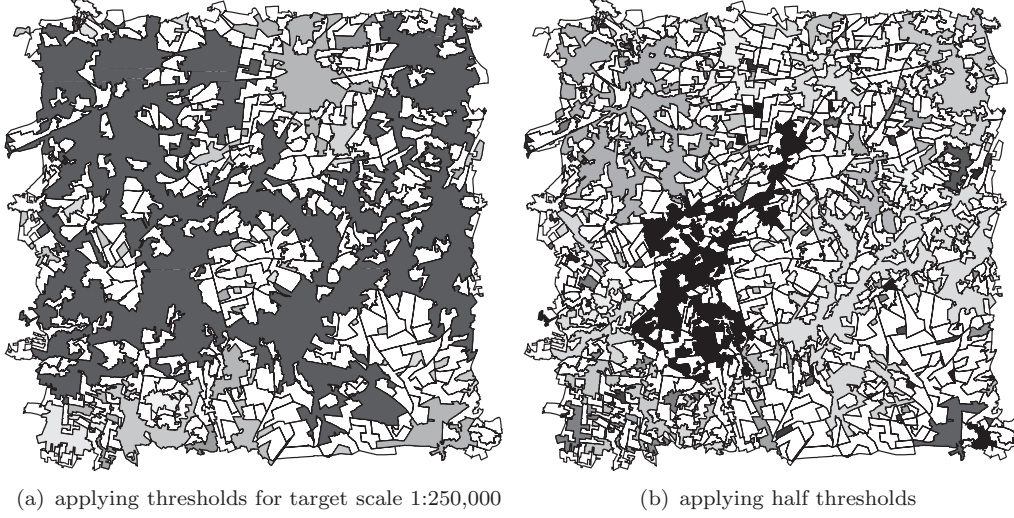 (a) applying thresholds for target scale 1:250,000
(b) applying half thresholds